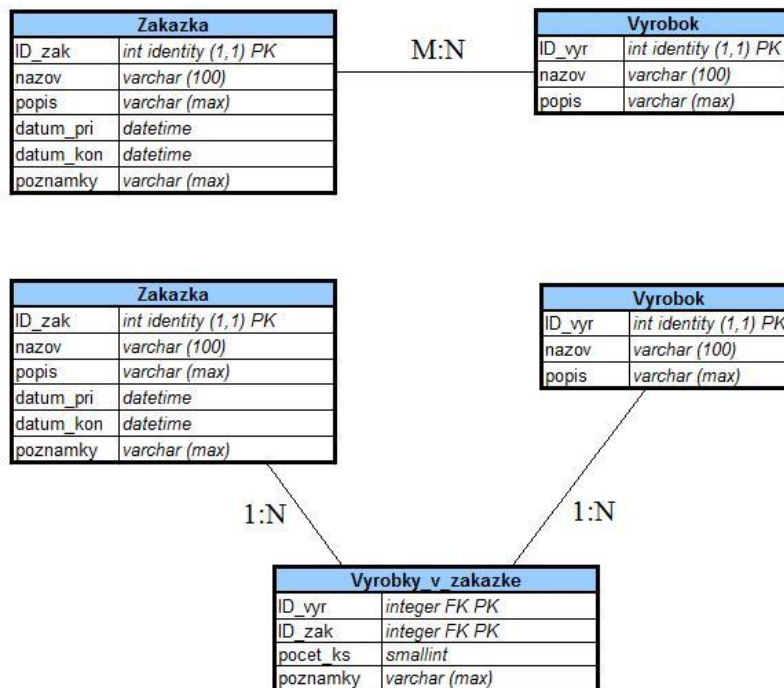 Zakazka
ID_zak int identity (1,1) PK
nazov varchar (100)
popis varchar (max)
datum_pri datetime
datum_kon datetime
poznamky varchar (max)
M:N
Vyrobok
ID_vyr int identity (1,1) PK
nazov varchar (100)
popis varchar (max)
Zakazka
ID_zak int identity (1,1) PK
nazov varchar (100)
popis varchar (max)
datum_pri datetime
datum_kon datetime
poznamky varchar (max)
Vyrobok
ID_vyr int identity (1,1) PK
nazov varchar (100)
popis varchar (max)
1:N
1:N
Vyrobky_v_zakazke
ID_vyr integer FK PK
ID_zak integer FK PK
pocet_ks smallint
poznamky varchar (max)